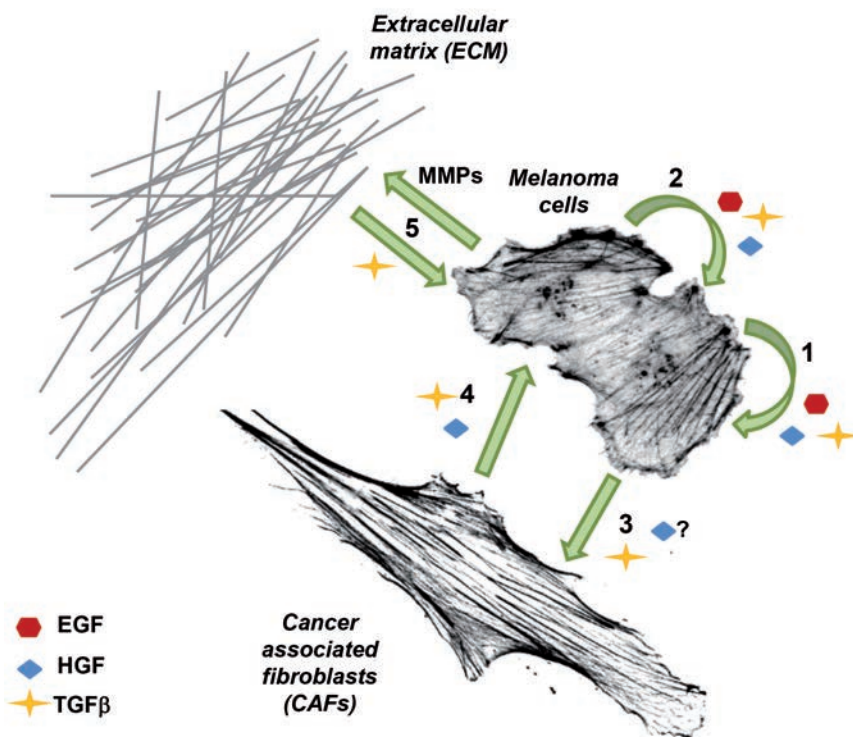 Extracellular
matrix (ECM)
MMPs
Melanoma
cells
2
5
1
4
3
?
EGF
HGF
TGFβ
Cancer
associated
fibroblasts
(CAFs)